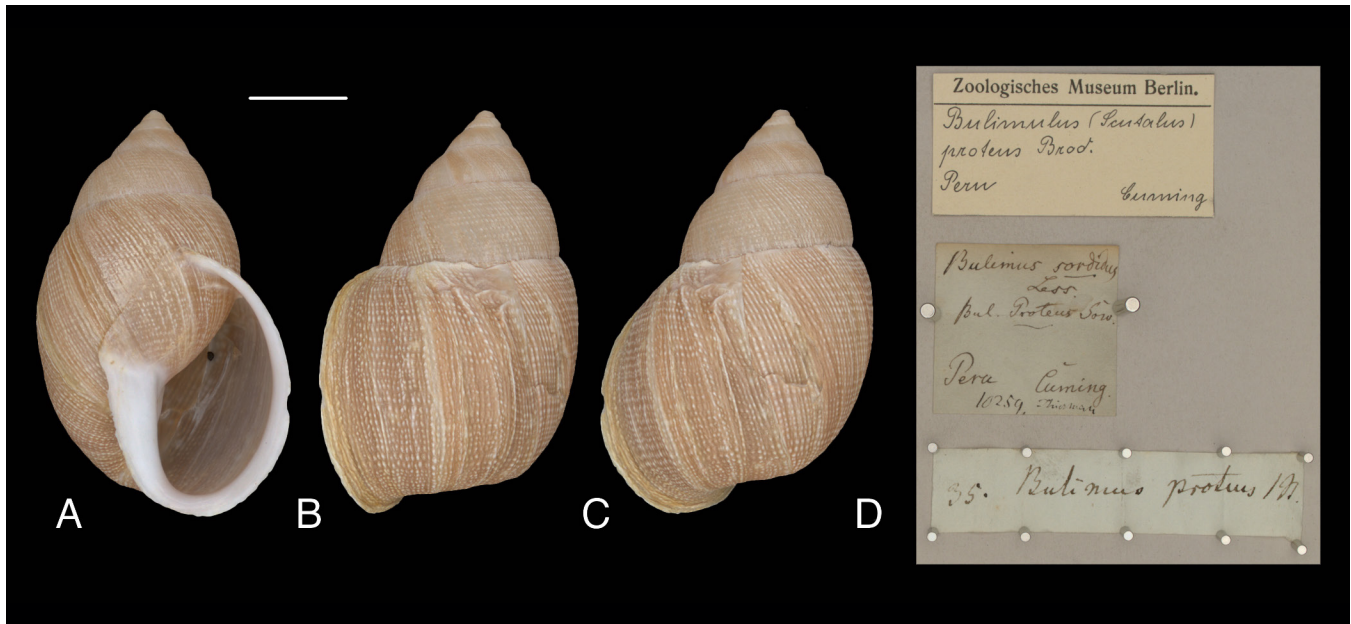 A
B
C
D
Zoologisches Museum Berlin.
Bulimulus (Scutalus)
proteus Brod.
Peru
Cuming
Bulimus sordidus
Less
Bul. Proteus Sow.
Peru Cuming.
10259.
35. Bulimus proteus